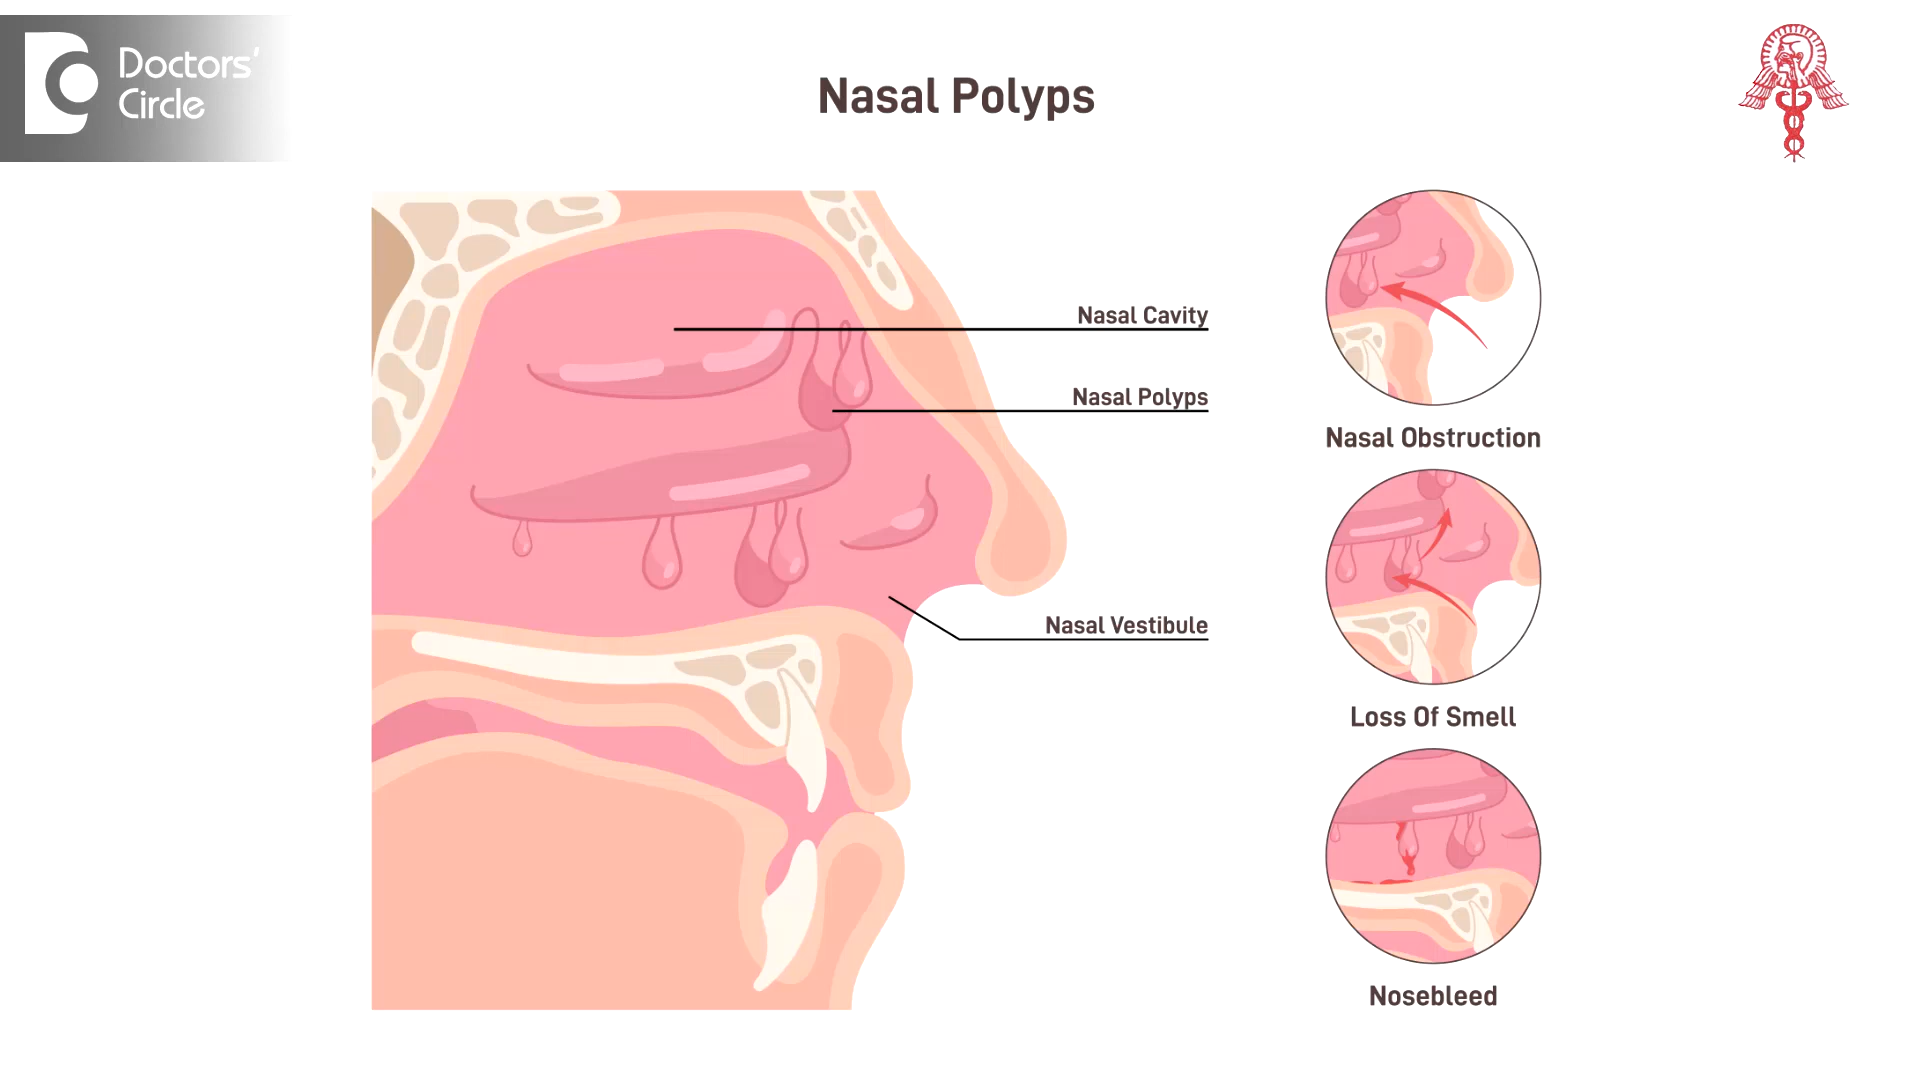 Doctors'
Circle
Nasal Polyps
Nasal Cavity
Nasal Polyps
Nasal Vestibule
Nasal Obstruction
Loss Of Smell
Nosebleed